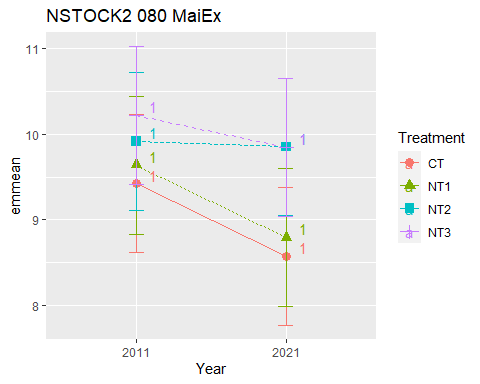 NSTOCK2 080 MaiEx
11
10
9
8
emmean
1
1
1
1
1
1
1
2011
2021
Year
Treatment
a CT
a NT1
a NT2
a NT3